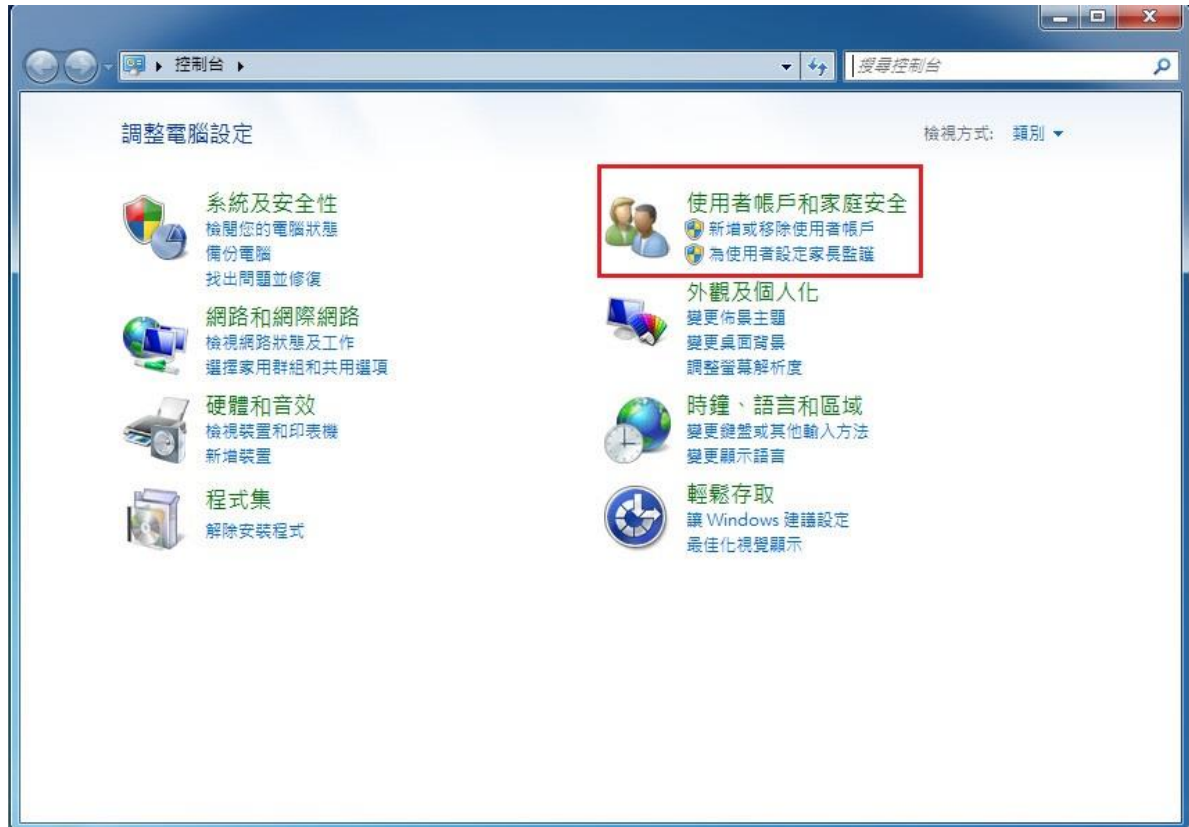 控制台
搜尋控制台
調整電腦設定
檢視方式: 類別
系統及安全性
檢閱您的電腦狀態
備份電腦
找出問題並修復
網路和網際網路
檢視網路狀態及工作
選擇家用群組和共用選項
硬體和音效
檢視裝置和印表機
新增裝置
程式集
解除安裝程式
使用者帳戶和家庭安全
新增或移除使用者帳戶
為使用者設定家長監護
外觀及個人化
變更佈景主題
變更桌面背景
調整螢幕解析度
時鐘、語言和區域
變更鍵盤或其他輸入方法
變更顯示語言
輕鬆存取
讓 Windows 建議設定
最佳化視覺顯示